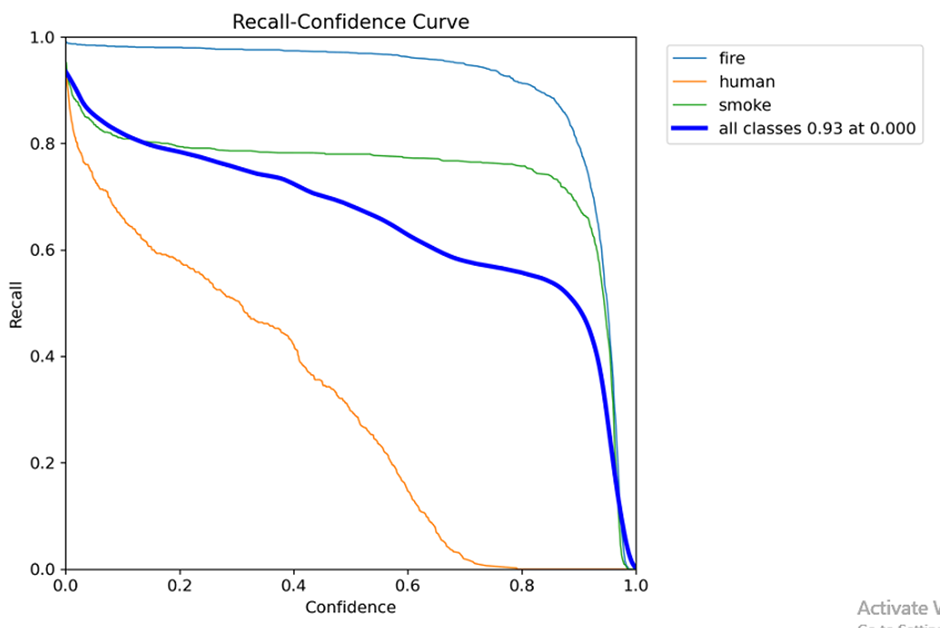 Recall-Confidence Curve
1.0
0.8
0.6
0.4
0.2
0.0
Recall
0.0 0.2 0.4 0.6 0.8 1.0
Confidence
fire
human
smoke
all classes 0.93 at 0.000
Activate